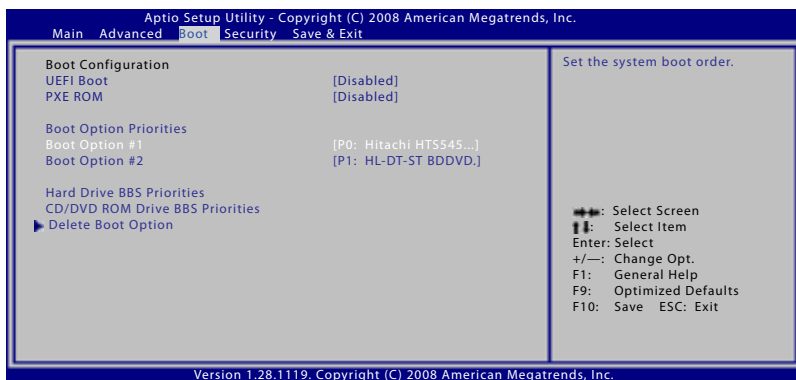 Aptio Setup Utility - Copyright (C) 2008 American Megatrends, Inc.
Main Advanced Boot Security Save & Exit
Boot Configuration
UEFI Boot [Disabled]
PXE ROM [Disabled]
Boot Option Priorities
Boot Option #1 [P0: Hitachi HTS545...]
Boot Option #2 [P1: HL-DT-ST BDDVD.]
Hard Drive BBS Priorities
CD/DVD ROM Drive BBS Priorities
Delete Boot Option
Set the system boot order.
: Select Screen
: Select Item
Enter: Select
+/—: Change Opt.
F1: General Help
F9: Optimized Defaults
F10: Save ESC: Exit
Version 1.28.1119. Copyright (C) 2008 American Megatrends, Inc.